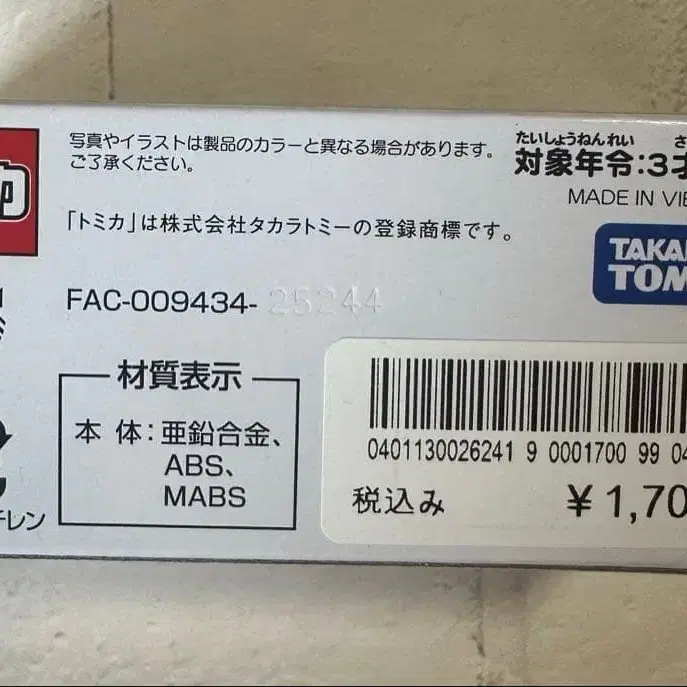 写真やイラストは製品のカラーと異なる場合があります。
ご了承ください。
たいしょうねんれい
対象年令:3才
MADE IN VIE
「トミカ」は株式会社タカラトミーの登録商標です。
TAKA
TOM
FAC-009434-25244
材質表示
本 体:亜鉛合金、
ABS、
MABS
チレン
0401130026241 9 0001700 99 04
税込み ¥1,70